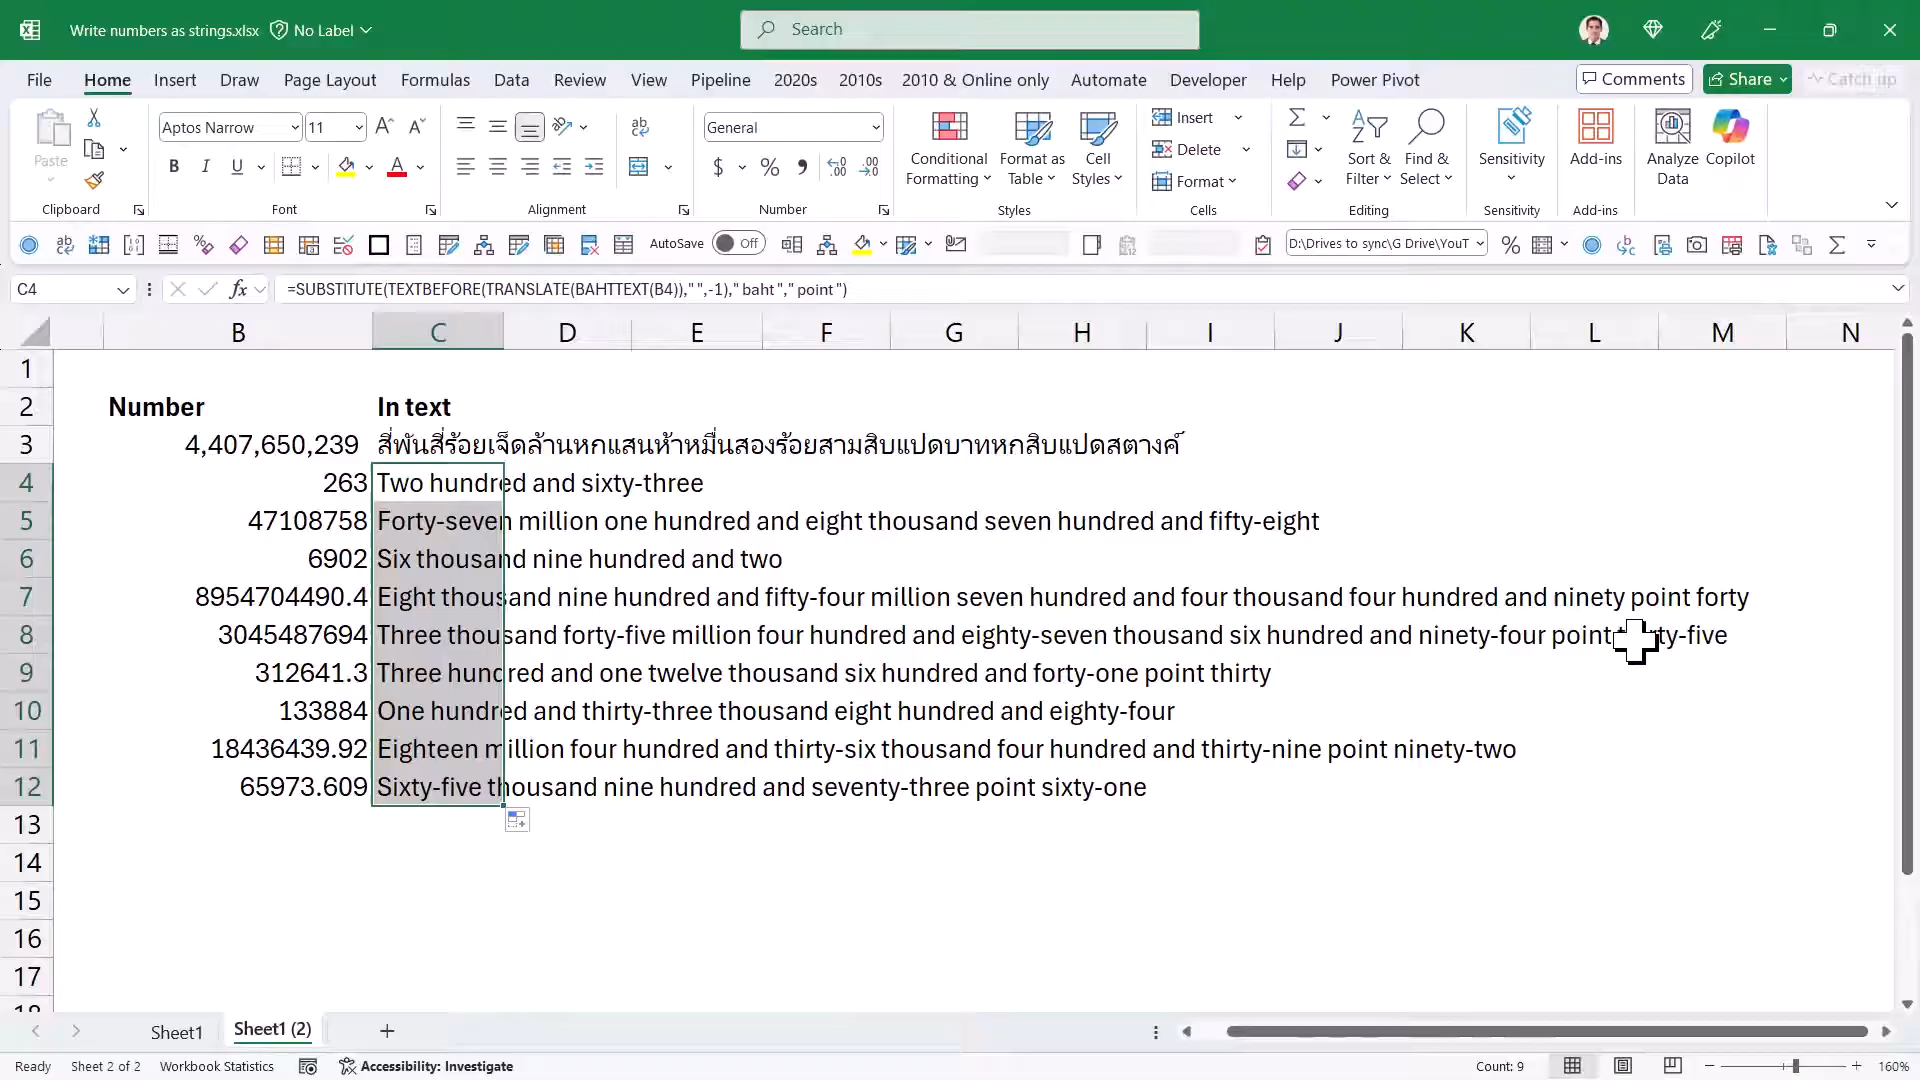 Write numbers as strings.xlsx No Label Search
File Home Insert Draw Page Layout Formulas Data Review View Pipeline 2020s 2010s 2010 & Online only Automate Developer Help Power Pivot Comments Share Catch up
Paste Aptos Narrow 11 General Conditional Formatting Format as Table Cell Styles Insert Delete Format Sort & Filter Find & Select Sensitivity Add-ins Analyze Data Copilot
Clipboard Font Alignment Number Styles Cells Editing Sensitivity Add-ins
AutoSave Off D:\Drives to sync\G Drive\YouT
C4 =SUBSTITUTE(TEXTBEFORE(TRANSLATE(BAHTTEXT(B4))," ",-1)," baht "," point ")
B C D E F G H I J K L M N
1
2 Number In text
3 4,407,650,239 สี่พันสี่ร้อยเจ็ดล้านหกแสนห้าหมื่นสองร้อยสามสิบแปดบาทหกสิบแปดสตางค์
4 263 Two hundred and sixty-three
5 47108758 Forty-seven million one hundred and eight thousand seven hundred and fifty-eight
6 6902 Six thousand nine hundred and two
7 8954704490.4 Eight thousand nine hundred and fifty-four million seven hundred and four thousand four hundred and ninety point forty
8 3045487694 Three thousand forty-five million four hundred and eighty-seven thousand six hundred and ninety-four point
9 312641.3 Three hundred and one twelve thousand six hundred and forty-one point thirty
10 133884 One hundred and thirty-three thousand eight hundred and eighty-four
11 18436439.92 Eighteen million four hundred and thirty-six thousand four hundred and thirty-nine point ninety-two
12 65973.609 Sixty-five thousand nine hundred and seventy-three point sixty-one
13
14
15
16
17
Sheet1 Sheet1 (2)
Ready Sheet 2 of 2 Workbook Statistics Accessibility: Investigate Count: 9 160%